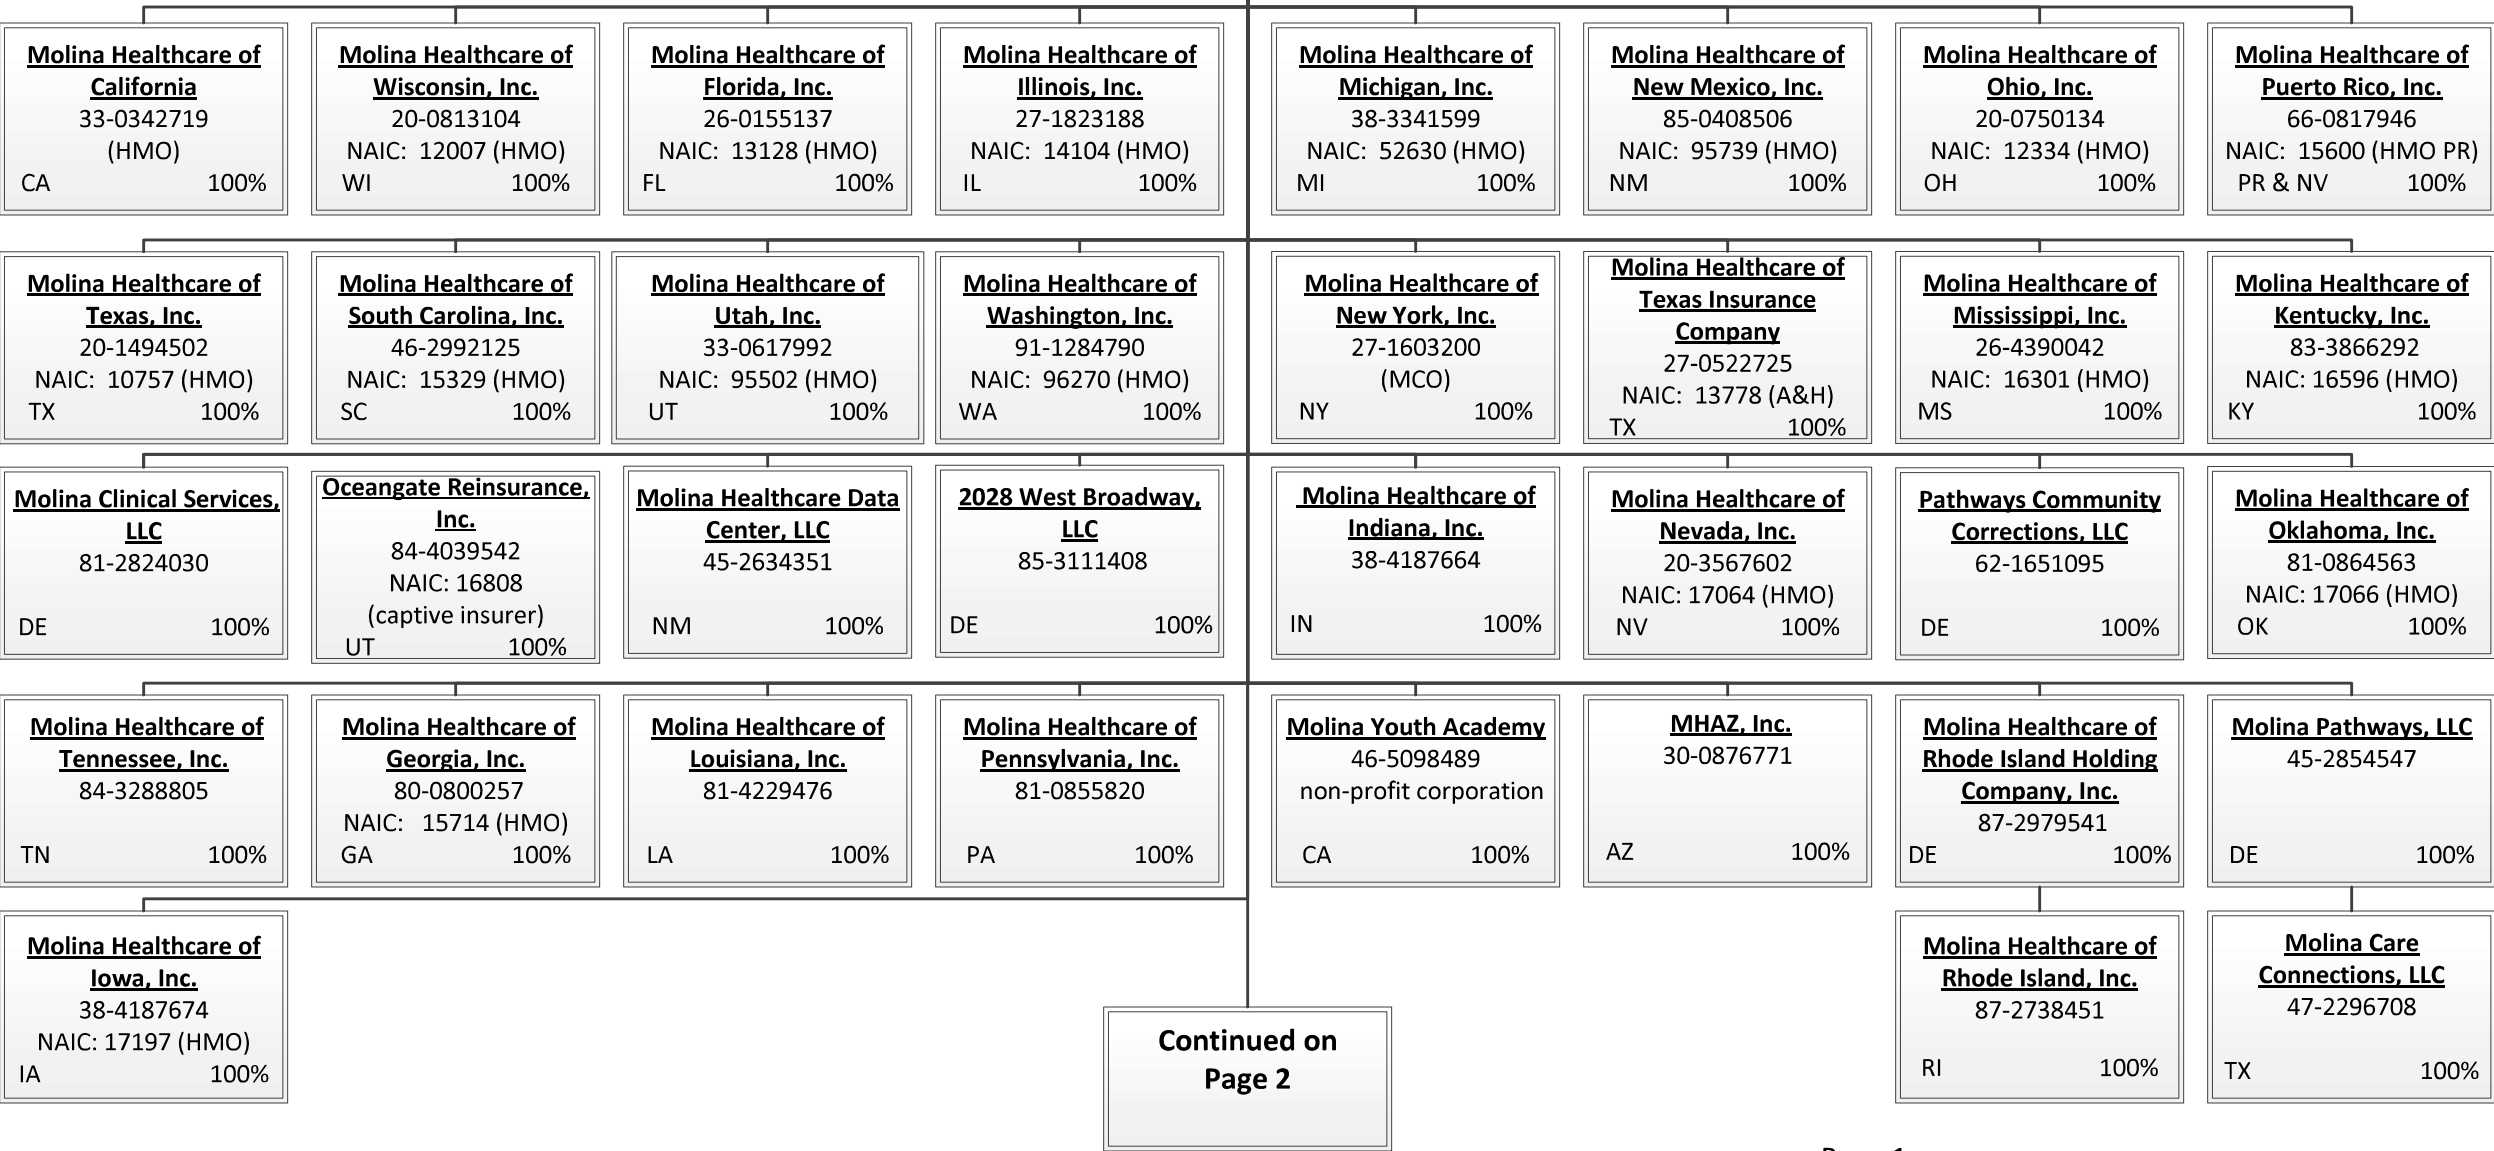 Molina Healthcare of
California
33-0342719
(HMO)
CA 100%
Molina Healthcare of
Wisconsin, Inc.
20-0813104
NAIC: 12007 (HMO)
WI 100%
Molina Healthcare of
Florida, Inc.
26-0155137
NAIC: 13128 (HMO)
FL 100%
Molina Healthcare of
Illinois, Inc.
27-1823188
NAIC: 14104 (HMO)
IL 100%
Molina Healthcare of
Michigan, Inc.
38-3341599
NAIC: 52630 (HMO)
MI 100%
Molina Healthcare of
New Mexico, Inc.
85-0408506
NAIC: 95739 (HMO)
NM 100%
Molina Healthcare of
Ohio, Inc.
20-0750134
NAIC: 12334 (HMO)
OH 100%
Molina Healthcare of
Puerto Rico, Inc.
66-0817946
NAIC: 15600 (HMO PR)
PR & NV 100%
Molina Healthcare of
Texas, Inc.
20-1494502
NAIC: 10757 (HMO)
TX 100%
Molina Healthcare of
South Carolina, Inc.
46-2992125
NAIC: 15329 (HMO)
SC 100%
Molina Healthcare of
Utah, Inc.
33-0617992
NAIC: 95502 (HMO)
UT 100%
Molina Healthcare of
Washington, Inc.
91-1284790
NAIC: 96270 (HMO)
WA 100%
Molina Healthcare of
New York, Inc.
27-1603200
(MCO)
NY 100%
Molina Healthcare of
Texas Insurance
Company
27-0522725
NAIC: 13778 (A&H)
TX 100%
Molina Healthcare of
Mississippi, Inc.
26-4390042
NAIC: 16301 (HMO)
MS 100%
Molina Healthcare of
Kentucky, Inc.
83-3866292
NAIC: 16596 (HMO)
KY 100%
Molina Clinical Services,
LLC
81-2824030
DE 100%
Oceangate Reinsurance,
Inc.
84-4039542
NAIC: 16808
(captive insurer)
UT 100%
Molina Healthcare Data
Center, LLC
45-2634351
NM 100%
2028 West Broadway,
LLC
85-3111408
DE 100%
Molina Healthcare of
Indiana, Inc.
38-4187664
IN 100%
Molina Healthcare of
Nevada, Inc.
20-3567602
NAIC: 17064 (HMO)
NV 100%
Pathways Community
Corrections, LLC
62-1651095
DE 100%
Molina Healthcare of
Oklahoma, Inc.
81-0864563
NAIC: 17066 (HMO)
OK 100%
Molina Healthcare of
Tennessee, Inc.
84-3288805
TN 100%
Molina Healthcare of
Georgia, Inc.
80-0800257
NAIC: 15714 (HMO)
GA 100%
Molina Healthcare of
Louisiana, Inc.
81-4229476
LA 100%
Molina Healthcare of
Pennsylvania, Inc.
81-0855820
PA 100%
Molina Youth Academy
46-5098489
non-profit corporation
CA 100%
MHAZ, Inc.
30-0876771
AZ 100%
Molina Healthcare of
Rhode Island Holding
Company, Inc.
87-2979541
DE 100%
Molina Pathways, LLC
45-2854547
DE 100%
Molina Healthcare of
Iowa, Inc.
38-4187674
NAIC: 17197 (HMO)
IA 100%
Molina Healthcare of
Rhode Island, Inc.
87-2738451
RI 100%
Molina Care
Connections, LLC
47-2296708
TX 100%
Continued on
Page 2